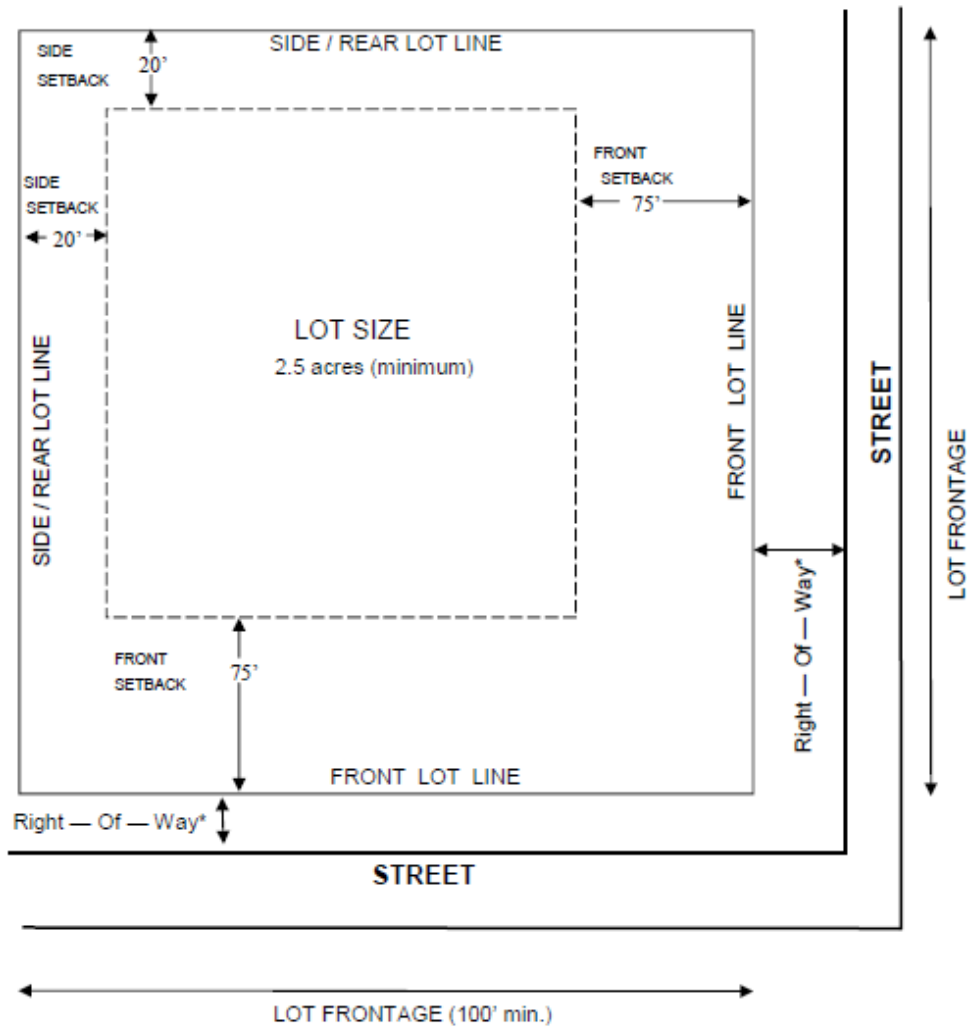 SIDE / REAR LOT LINE
SIDE
SETBACK
20'
SIDE
SETBACK
20'
FRONT
SETBACK
75'
LOT SIZE
2.5 acres (minimum)
SIDE / REAR LOT LINE
FRONT LOT LINE
STREET
LOT FRONTAGE
Right — Of — Way*
FRONT
SETBACK
75'
FRONT LOT LINE
Right — Of — Way*
STREET
LOT FRONTAGE (100' min.)